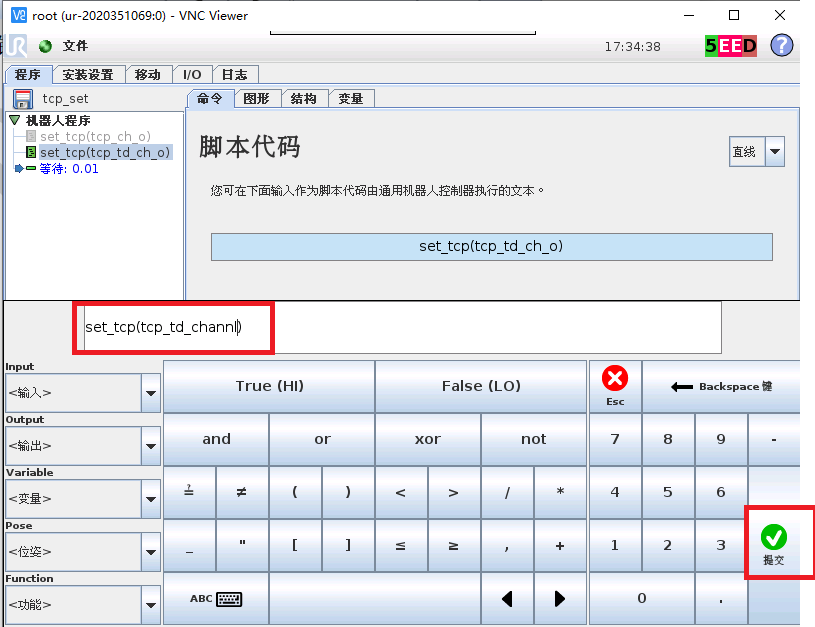 root (ur-2020351069:0) - VNC Viewer
文件
17:34:38
5EED
?
程序 安装设置 移动 I/O 日志
tcp_set
命令 图形 结构 变量
机器人程序
set_tcp(tcp_ch_o)
set_tcp(tcp_td_ch_o)
等待: 0.01
脚本代码
直线
您可在下面输入作为脚本代码由通用机器人控制器执行的文本。
set_tcp(tcp_td_ch_o)
set_tcp(tcp_td_channl)
Input
<输入>
Output
<输出>
Variable
<变量>
Pose
<位姿>
Function
<功能>
True (HI) False (LO) Esc Backspace 键
and or xor not 7 8 9 -
≟ ≠ ( ) < > / * 4 5 6
_ " [ ] ≤ ≥ , + 1 2 3 提交
ABC 0 .